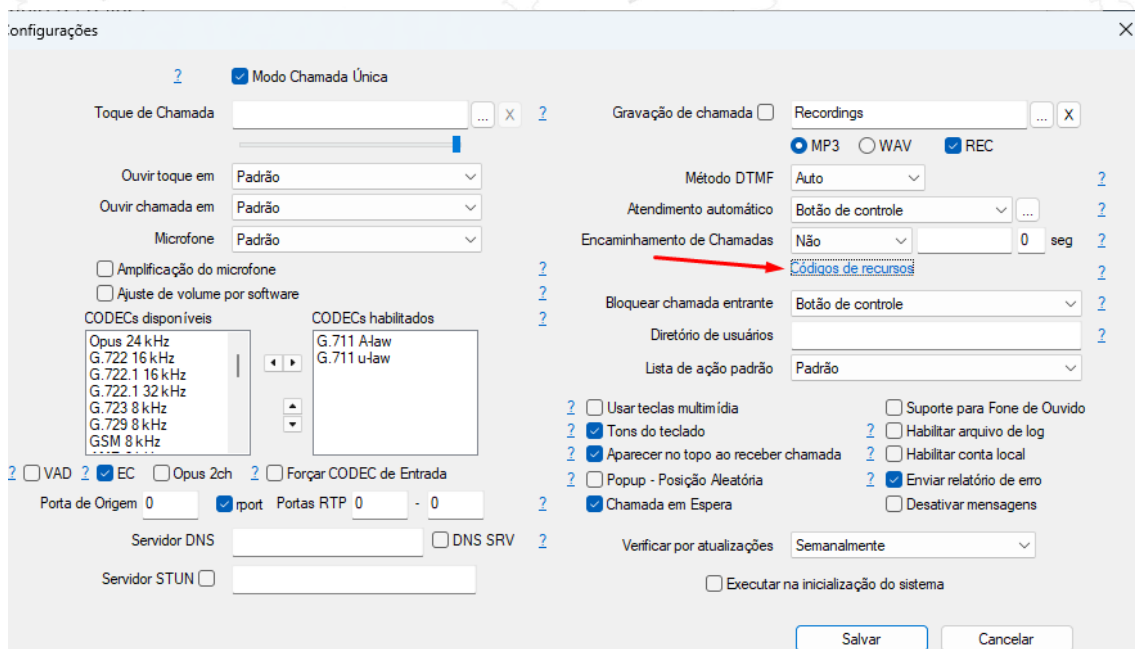 Configurações
? Modo Chamada Única
Toque de Chamada ... X ?
Ouvir toque em Padrão
Ouvir chamada em Padrão
Microfone Padrão
Amplificação do microfone ?
Ajuste de volume por software ?
CODECs disponíveis CODECs habilitados ?
Opus 24 kHz
G.722 16 kHz
G.722.1 16 kHz
G.722.1 32 kHz
G.723 8 kHz
G.729 8 kHz
GSM 8 kHz
G.711 A-law
G.711 u-law
? VAD ? EC Opus 2ch ? Forçar CODEC de Entrada
Porta de Origem 0 rport Portas RTP 0 - 0 ?
Servidor DNS DNS SRV ?
Servidor STUN
Gravação de chamada Recordings ... X
MP3 WAV REC
Método DTMF Auto ?
Atendimento automático Botão de controle ... ?
Encaminhamento de Chamadas Não 0 seg ?
Códigos de recursos ?
Bloquear chamada entrante Botão de controle ?
Diretório de usuários ?
Lista de ação padrão Padrão
? Usar teclas multimídia Suporte para Fone de Ouvido
? Tons do teclado ? Habilitar arquivo de log
? Aparecer no topo ao receber chamada ? Habilitar conta local
? Popup - Posição Aleatória ? Enviar relatório de erro
Chamada em Espera Desativar mensagens
Verificar por atualizações Semanalmente
Executar na inicialização do sistema
Salvar Cancelar